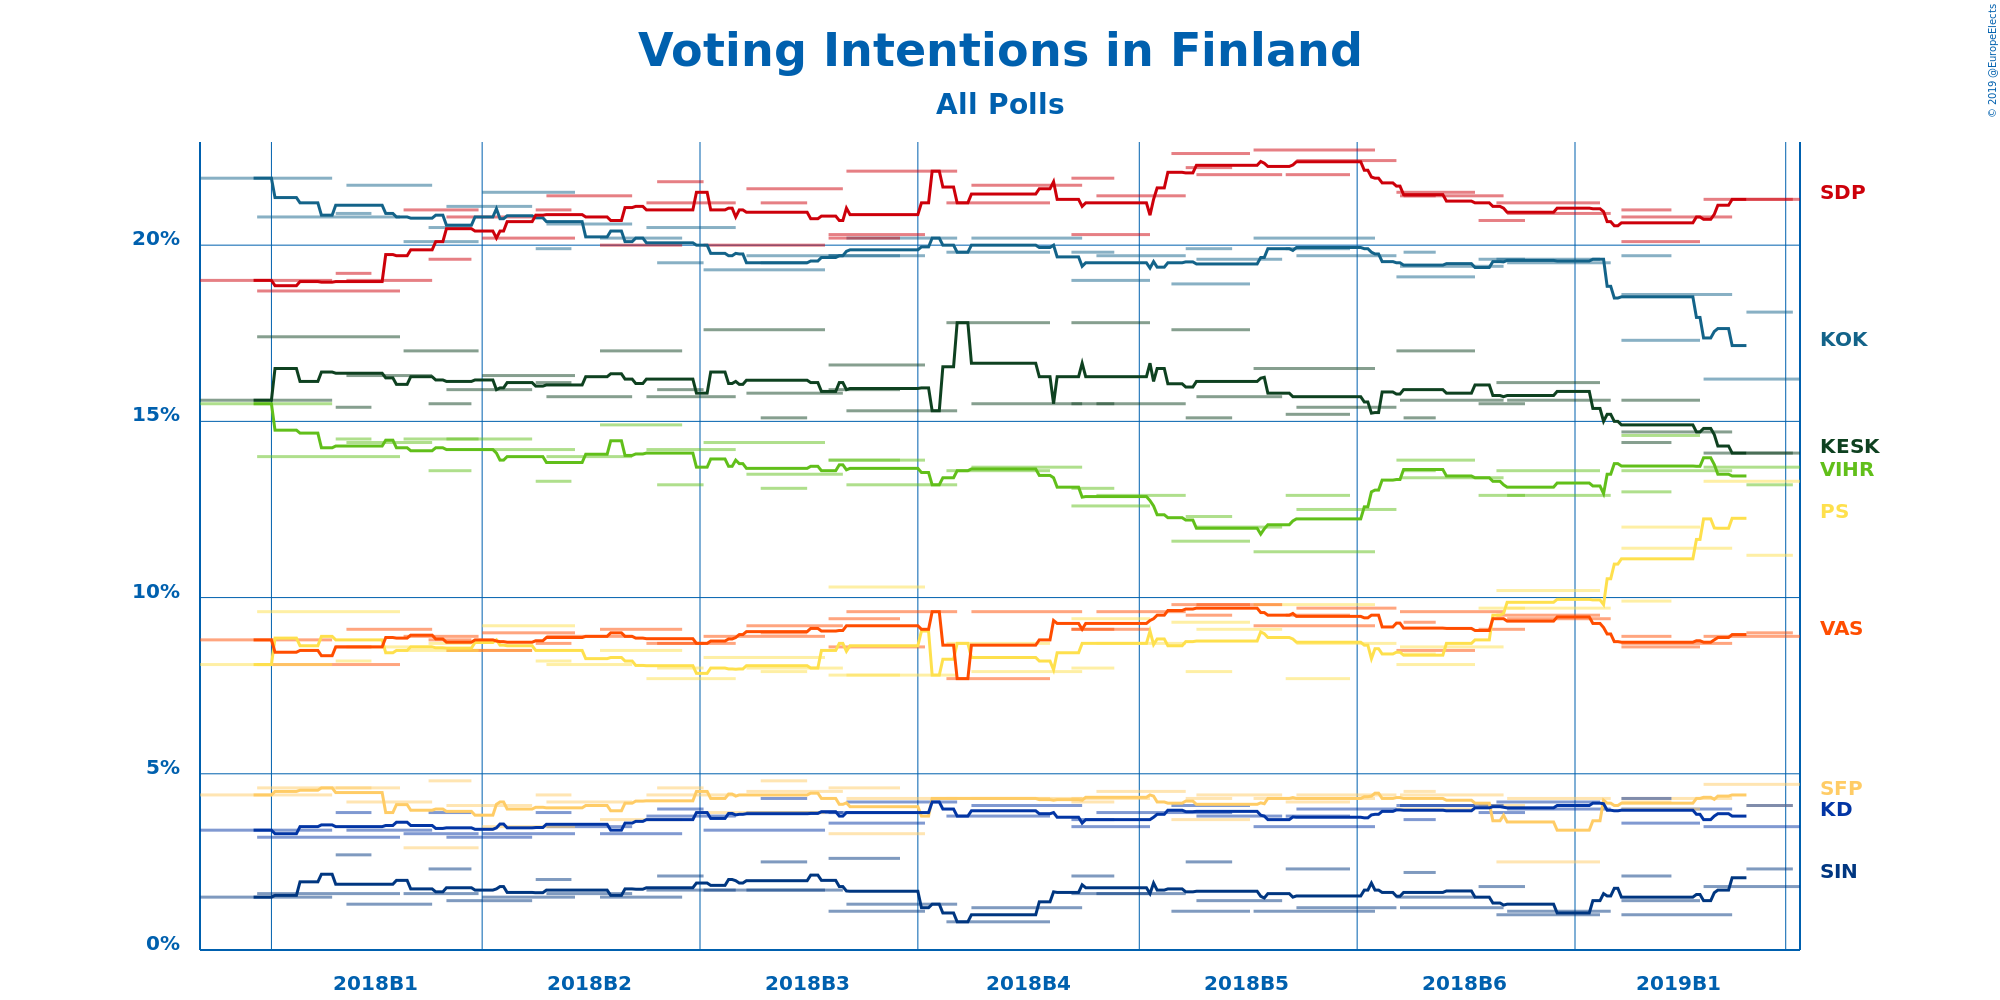 Voting Intentions in Finland
All Polls
© 2019 @EuropeElects
20%
15%
10%
5%
0%
SDP
KOK
KESK
VIHR
PS
VAS
SFP
KD
SIN
2018B1
2018B2
2018B3
2018B4
2018B5
2018B6
2019B1